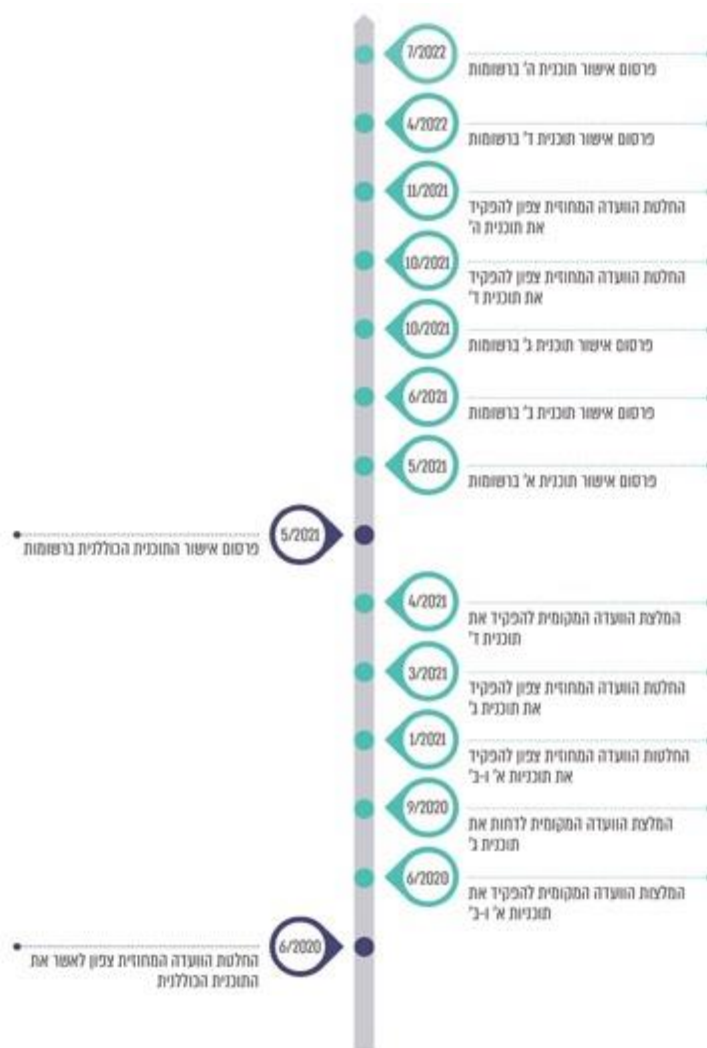 7/2022
פרסום אישור תוכנית ה' ברשומות
4/2022
פרסום אישור תוכנית ד' ברשומות
11/2021
החלטת הוועדה המחוזית צפון להפקיד
את תוכנית ה'
10/2021
החלטת הוועדה המחוזית צפון להפקיד
את תוכנית ד'
10/2021
פרסום אישור תוכנית ג' ברשומות
6/2021
פרסום אישור תוכנית ב' ברשומות
5/2021
פרסום אישור תוכנית א' ברשומות
5/2021
פרסום אישור התוכנית הכוללנית ברשומות
4/2021
המלצת הוועדה המקומית להפקיד את
תוכנית ד'
3/2021
החלטת הוועדה המחוזית צפון להפקיד
את תוכנית ג'
1/2021
החלטות הוועדה המחוזית צפון להפקיד
את תוכניות א' ו-ב'
9/2020
המלצת הוועדה המקומית לדחות את
תוכנית ג'
6/2020
המלצות הוועדה המקומית להפקיד את
תוכניות א' ו-ב'
6/2020
החלטת הוועדה המחוזית צפון לאשר את
התוכנית הכוללנית